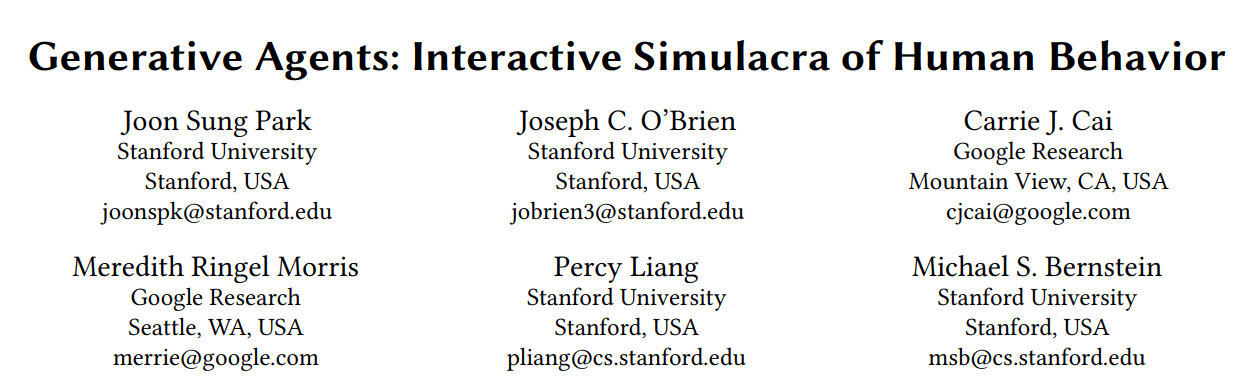 Generative Agents: Interactive Simulacra of Human Behavior
Joon Sung Park
Stanford University
Stanford, USA
joonspk@stanford.edu
Joseph C. O'Brien
Stanford University
Stanford, USA
jobrien3@stanford.edu
Carrie J. Cai
Google Research
Mountain View, CA, USA
cjcai@google.com
Meredith Ringel Morris
Google Research
Seattle, WA, USA
merrie@google.com
Percy Liang
Stanford University
Stanford, USA
pliang@cs.stanford.edu
Michael S. Bernstein
Stanford University
Stanford, USA
msb@cs.stanford.edu